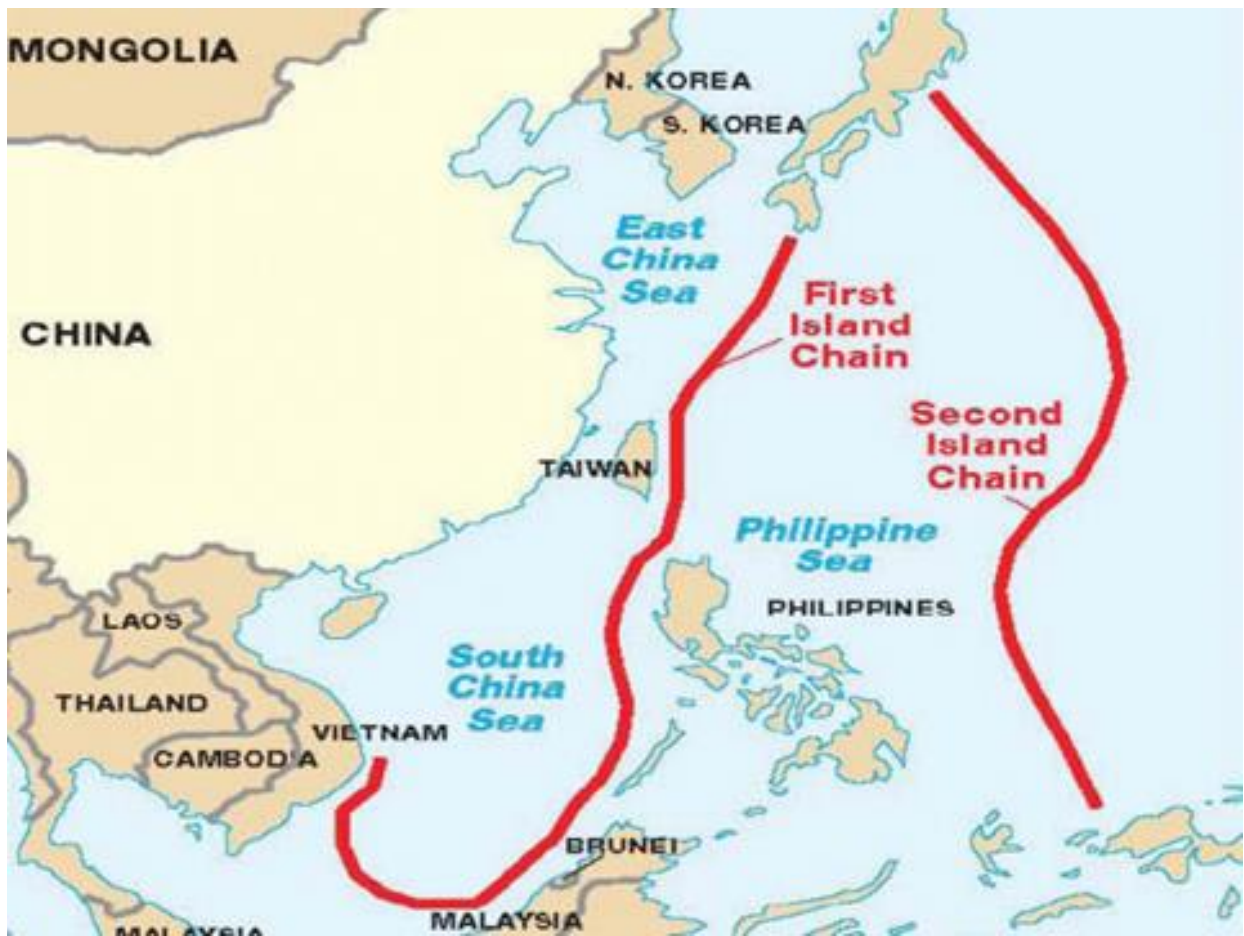 MONGOLIA
N. KOREA
S. KOREA
East
China
Sea
First
Island
Chain
CHINA
Second
Island
Chain
TAIWAN
Philippine
Sea
PHILIPPINES
LAOS
South
China
Sea
THAILAND
VIETNAM
CAMBODIA
BRUNEI
MALAYSIA
MALAYSIA